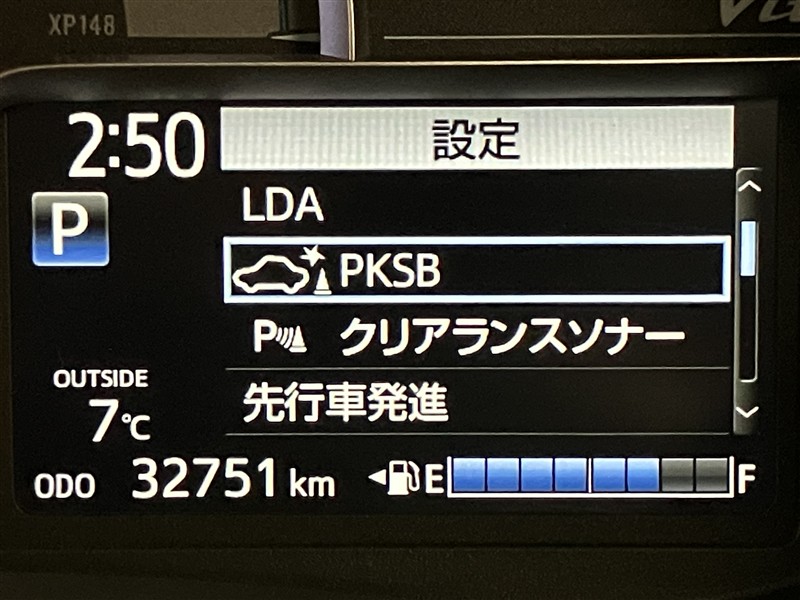 XP148
2:50
設定
P
LDA
PKSB
P クリアランスソナー
先行車発進
OUTSIDE
7℃
ODO 32751 km
E F